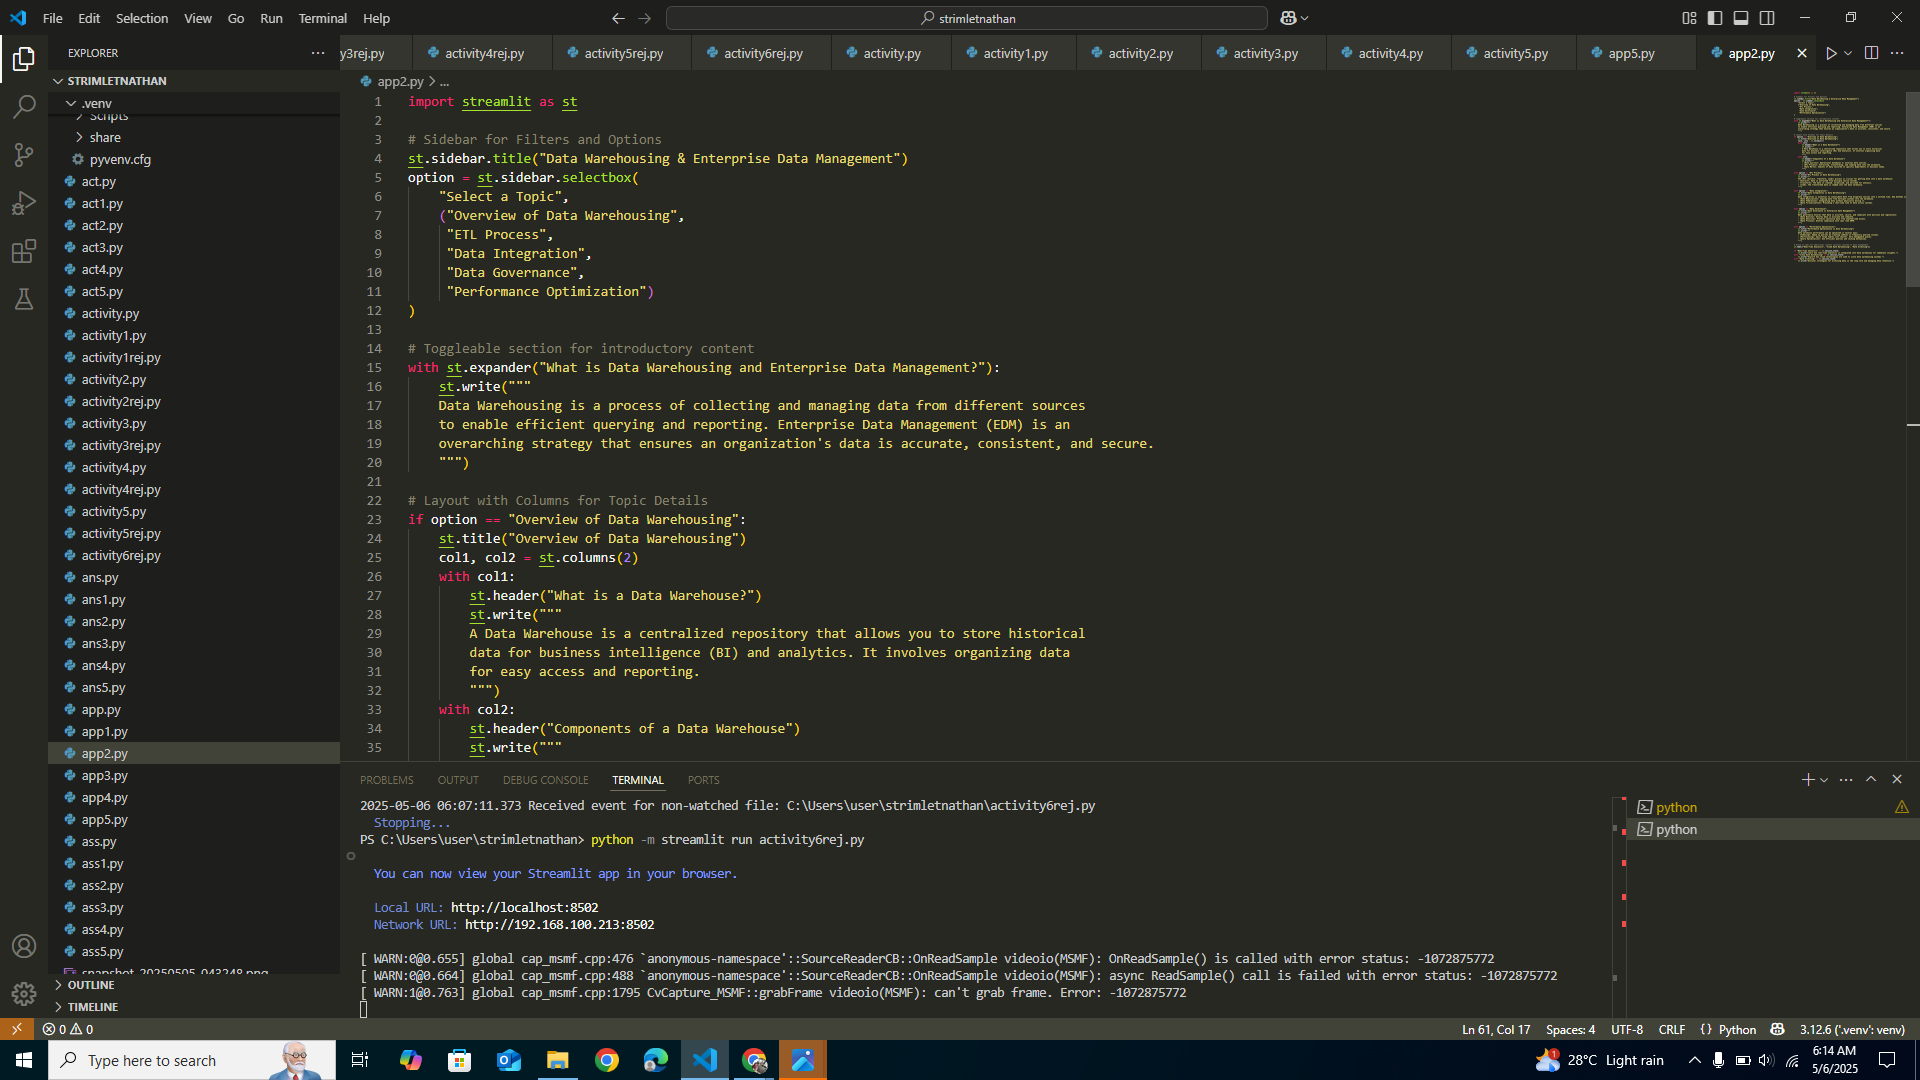 File Edit Selection View Go Run Terminal Help
strimletnathan
EXPLORER
y3rej.py activity4rej.py activity5rej.py activity6rej.py activity.py activity1.py activity2.py activity3.py activity4.py activity5.py app5.py app2.py
STRIMLETNATHAN
.venv
Scripts
share
pyvenv.cfg
act.py
act1.py
act2.py
act3.py
act4.py
act5.py
activity.py
activity1.py
activity1rej.py
activity2.py
activity2rej.py
activity3.py
activity3rej.py
activity4.py
activity4rej.py
activity5.py
activity5rej.py
activity6rej.py
ans.py
ans1.py
ans2.py
ans3.py
ans4.py
ans5.py
app.py
app1.py
app2.py
app3.py
app4.py
app5.py
ass.py
ass1.py
ass2.py
ass3.py
ass4.py
ass5.py
snapshot_20250505_043248.png
OUTLINE
TIMELINE
app2.py > ...
1 import streamlit as st
2
3 # Sidebar for Filters and Options
4 st.sidebar.title("Data Warehousing & Enterprise Data Management")
5 option = st.sidebar.selectbox(
6 "Select a Topic",
7 ("Overview of Data Warehousing",
8 "ETL Process",
9 "Data Integration",
10 "Data Governance",
11 "Performance Optimization")
12 )
13
14 # Toggleable section for introductory content
15 with st.expander("What is Data Warehousing and Enterprise Data Management?"):
16 st.write("""
17 Data Warehousing is a process of collecting and managing data from different sources
18 to enable efficient querying and reporting. Enterprise Data Management (EDM) is an
19 overarching strategy that ensures an organization's data is accurate, consistent, and secure.
20 """)
21
22 # Layout with Columns for Topic Details
23 if option == "Overview of Data Warehousing":
24 st.title("Overview of Data Warehousing")
25 col1, col2 = st.columns(2)
26 with col1:
27 st.header("What is a Data Warehouse?")
28 st.write("""
29 A Data Warehouse is a centralized repository that allows you to store historical
30 data for business intelligence (BI) and analytics. It involves organizing data
31 for easy access and reporting.
32 """)
33 with col2:
34 st.header("Components of a Data Warehouse")
35 st.write("""
PROBLEMS OUTPUT DEBUG CONSOLE TERMINAL PORTS
2025-05-06 06:07:11.373 Received event for non-watched file: C:\Users\user\strimletnathan\activity6rej.py
Stopping...
PS C:\Users\user\strimletnathan> python -m streamlit run activity6rej.py
You can now view your Streamlit app in your browser.
Local URL: http://localhost:8502
Network URL: http://192.168.100.213:8502
[ WARN:0@0.655] global cap_msmf.cpp:476 `anonymous-namespace'::SourceReaderCB::OnReadSample videoio(MSMF): OnReadSample() is called with error status: -1072875772
[ WARN:0@0.664] global cap_msmf.cpp:488 `anonymous-namespace'::SourceReaderCB::OnReadSample videoio(MSMF): async ReadSample() call is failed with error status: -1072875772
[ WARN:1@0.763] global cap_msmf.cpp:1795 CvCapture_MSMF::grabFrame videoio(MSMF): can't grab frame. Error: -1072875772
python
python
0 0
Ln 61, Col 17 Spaces: 4 UTF-8 CRLF {} Python 3.12.6 ('.venv': venv)
Type here to search
1
28°C Light rain
6:14 AM
5/6/2025